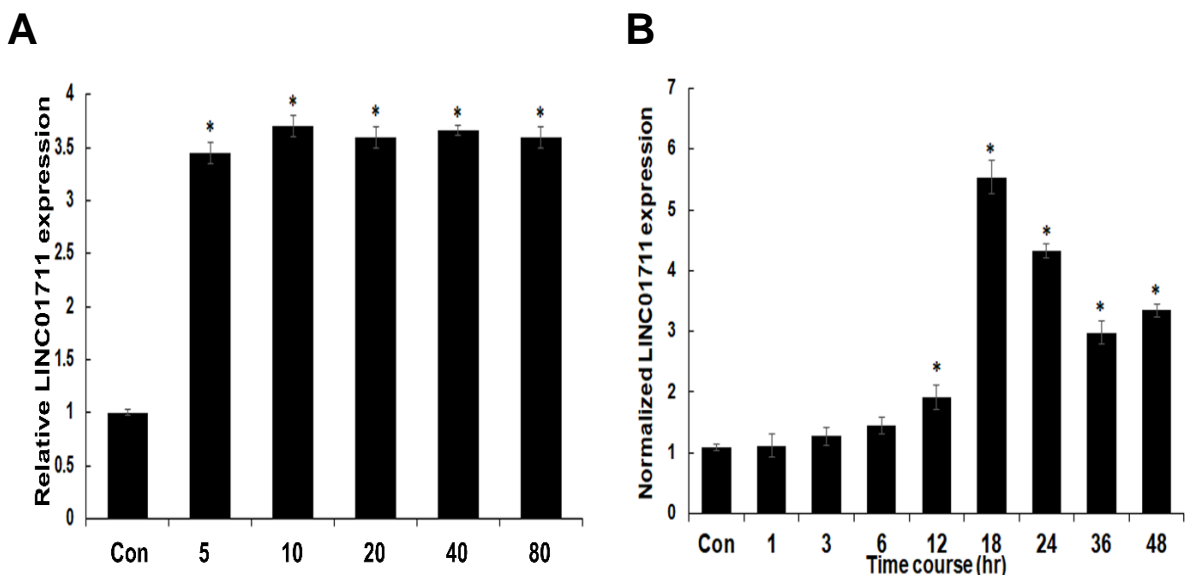 A
B
Relative LINC01711 expression
4
3.5
3
2.5
2
1.5
1
0.5
0
* * * * *
Con 5 10 20 40 80
Normalized LINC01711 expression
7
6
5
4
3
2
1
0
* * * * *
Con 1 3 6 12 18 24 36 48
Time course (hr)